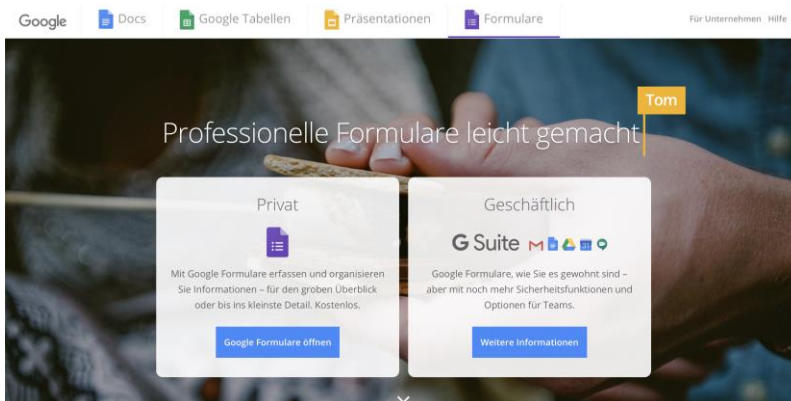 Google Docs Google Tabellen Präsentationen Formulare Für Unternehmen Hilfe
Tom
Professionelle Formulare leicht gemacht
Privat
Mit Google Formulare erfassen und organisieren
Sie Informationen – für den groben Überblick
oder bis ins kleinste Detail. Kostenlos.
Google Formulare öffnen
Geschäftlich
G Suite
Google Formulare, wie Sie es gewohnt sind –
aber mit noch mehr Sicherheitsfunktionen und
Optionen für Teams.
Weitere Informationen